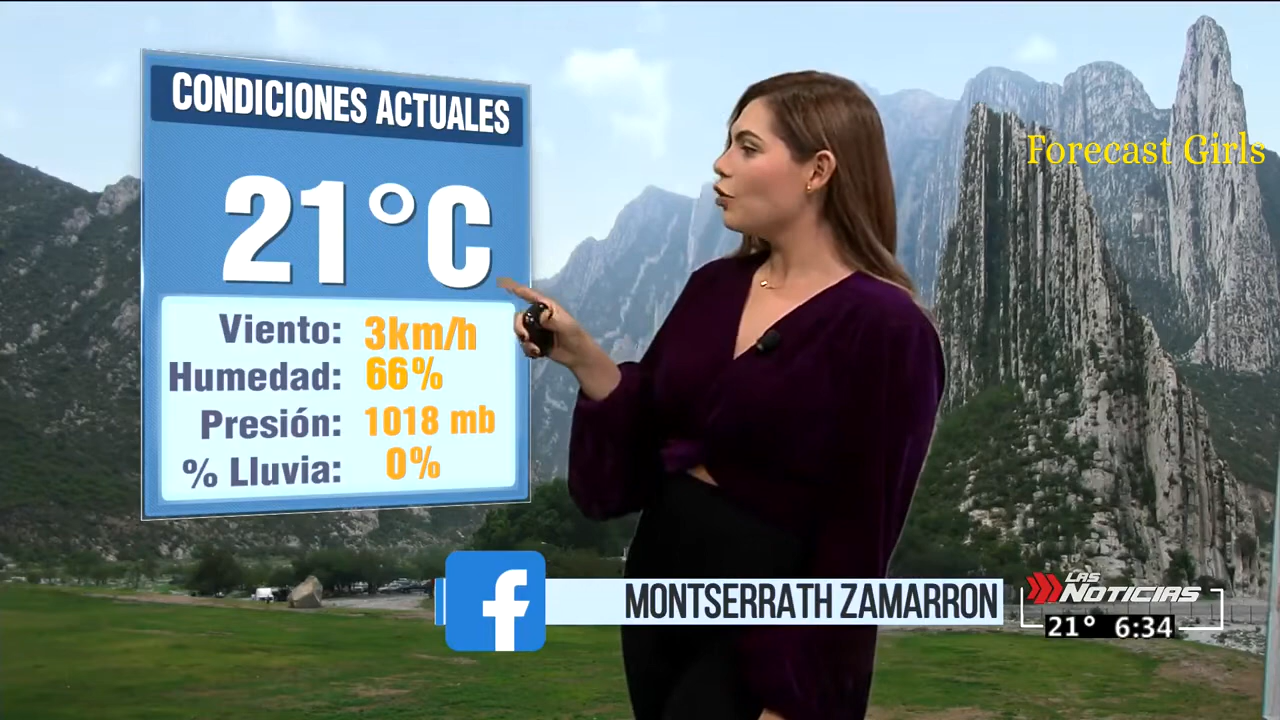 CONDICIONES ACTUALES
21°C
Viento: 3km/h
Humedad: 66%
Presión: 1018 mb
% Lluvia: 0%
Forecast Girls
f
MONTSERRATH ZAMARRON
LAS
NOTICIAS
21° 6:34